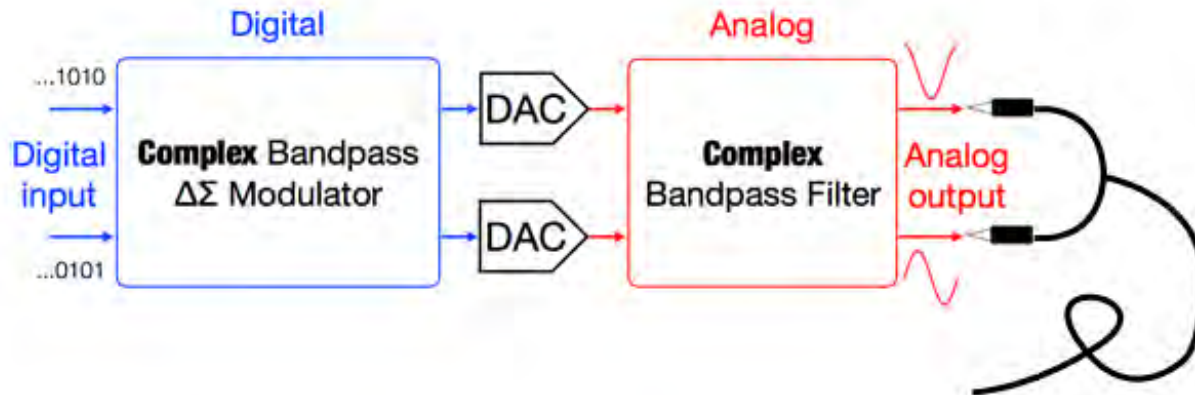 Digital
Analog
...1010
DAC
Digital
input
Complex Bandpass
ΔΣ Modulator
Complex
Bandpass Filter
Analog
output
DAC
...0101